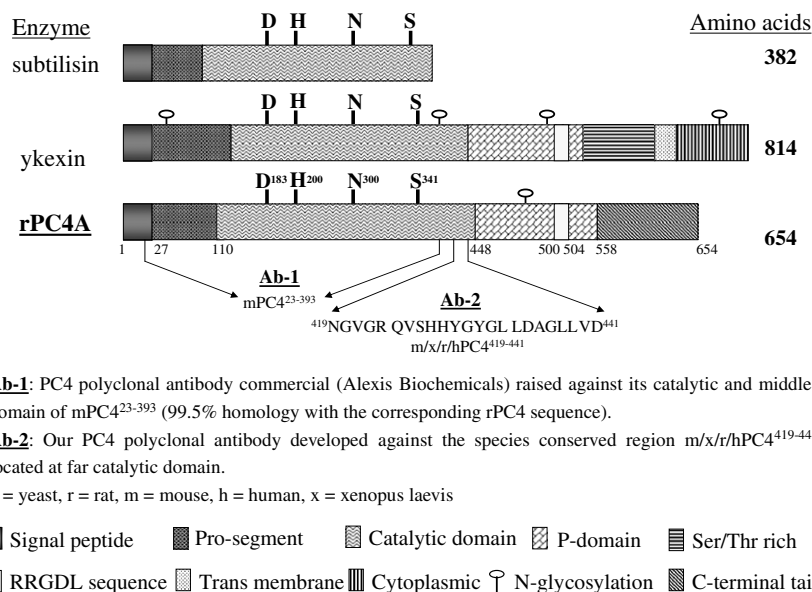 Enzyme
Amino acids
D H N S
subtilisin
382
D H N S
ykexin
814
D183 H200 N300 S341
rPC4A
654
1 27 110 448 500 504 558 654
Ab-1
mPC423-393
Ab-2
419NGVGR QVSHHYGYGL LDAGLLVD441
m/x/r/hPC4419-441
Ab-1: PC4 polyclonal antibody commercial (Alexis Biochemicals) raised against its catalytic and middle
domain of mPC423-393 (99.5% homology with the corresponding rPC4 sequence).
Ab-2: Our PC4 polyclonal antibody developed against the species conserved region m/x/r/hPC4419-44
located at far catalytic domain.
= yeast, r = rat, m = mouse, h = human, x = xenopus laevis
Signal peptide Pro-segment Catalytic domain P-domain Ser/Thr rich
RRGDL sequence Trans membrane Cytoplasmic N-glycosylation C-terminal tai